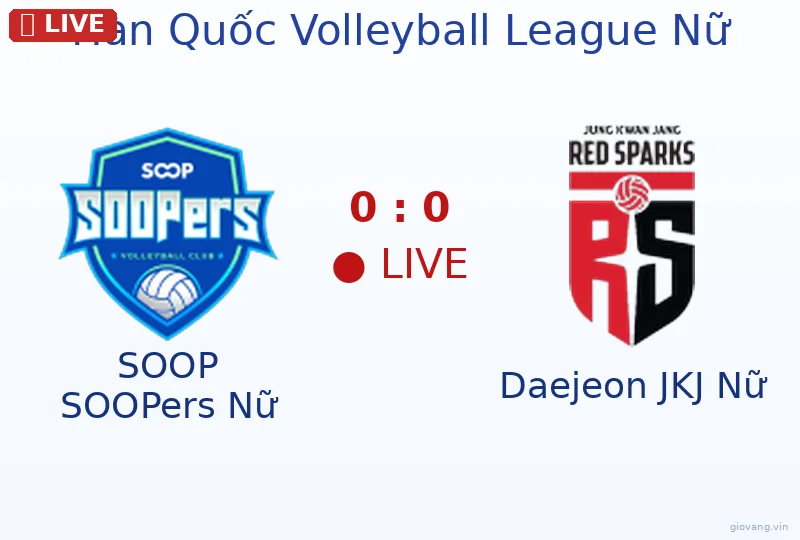 LIVE
Quốc Volleyball League Nữ
SOOP
SOOPers
VOLLEYBALL CLUB
JUNG KWAN JANG
RED SPARKS
RS
0 : 0
LIVE
SOOP
SOOPers Nữ
Daejeon JKJ Nữ
giovang.vin